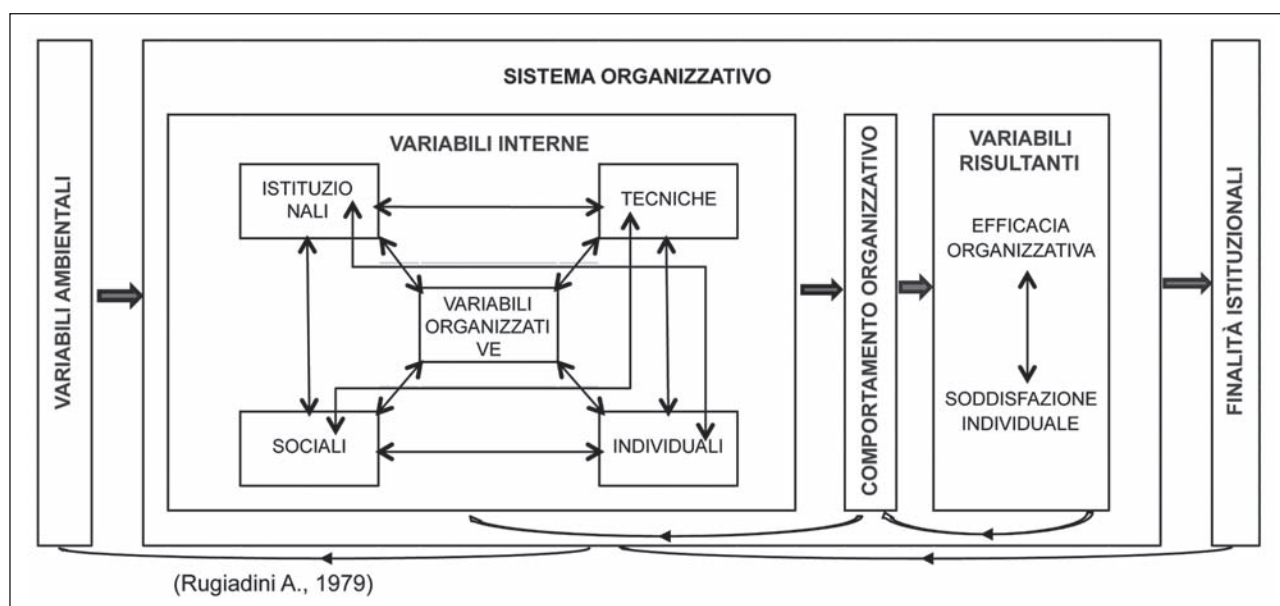 VARIABILI AMBIENTALI
SISTEMA ORGANIZZATIVO
VARIABILI INTERNE
ISTITUZIO
NALI
TECNICHE
VARIABILI
ORGANIZZATI
VE
SOCIALI
INDIVIDUALI
COMPORTAMENTO ORGANIZZATIVO
VARIABILI
RISULTANTI
EFFICACIA
ORGANIZZATIVA
SODDISFAZIONE
INDIVIDUALE
FINALITÀ ISTITUZIONALI
(Rugiadini A., 1979)